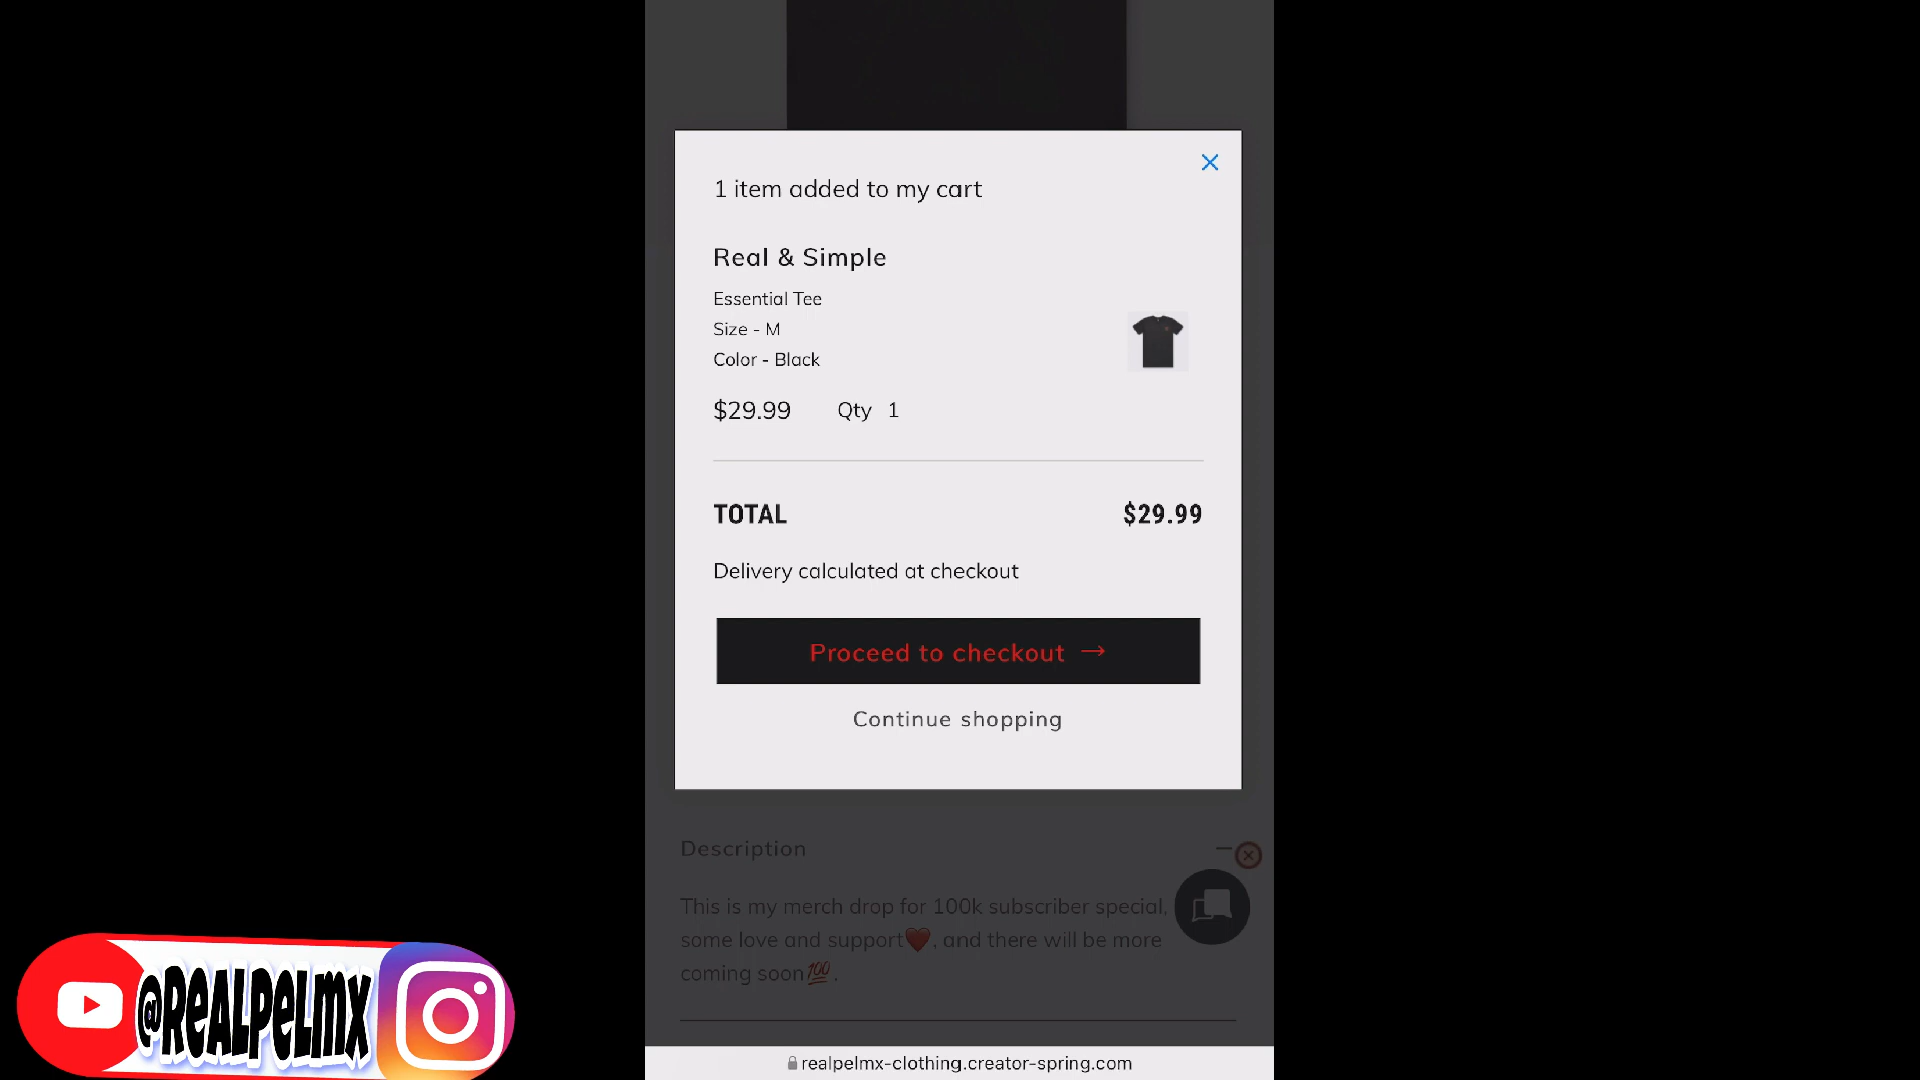 1 item added to my cart
Real & Simple
Essential Tee
Size - M
Color - Black
$29.99 Qty 1
TOTAL $29.99
Delivery calculated at checkout
Proceed to checkout →
Continue shopping
Description
This is my merch drop for 100k subscriber special,
some love and support❤️, and there will be more
coming soon💯.
@REALPELMX
realpelmx-clothing.creator-spring.com